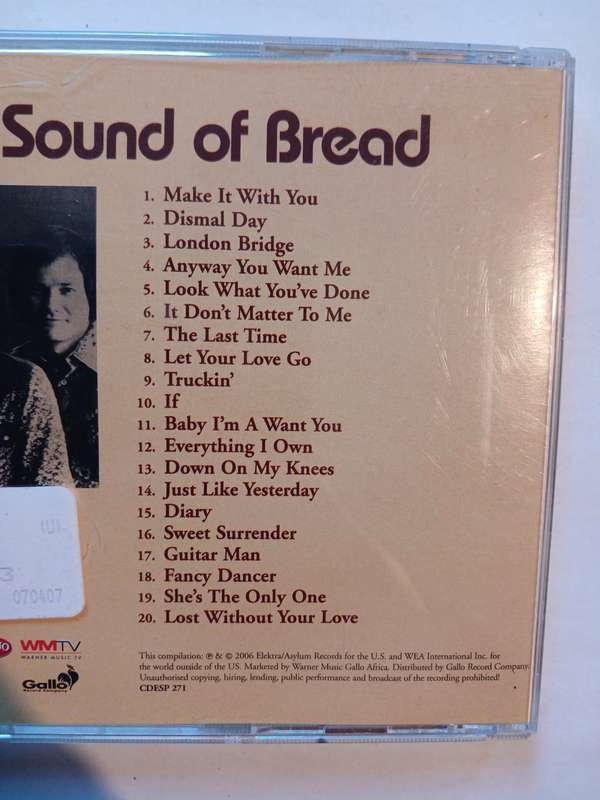 Sound of Bread
1. Make It With You
2. Dismal Day
3. London Bridge
4. Anyway You Want Me
5. Look What You've Done
6. It Don't Matter To Me
7. The Last Time
8. Let Your Love Go
9. Truckin'
10. If
11. Baby I'm A Want You
12. Everything I Own
13. Down On My Knees
14. Just Like Yesterday
15. Diary
16. Sweet Surrender
17. Guitar Man
18. Fancy Dancer
19. She's The Only One
20. Lost Without Your Love
(U)
3
070407
WMTV
WARNER MUSIC TV
Gallo
Record Company
This compilation: ℗ & © 2006 Elektra/Asylum Records for the U.S. and WEA International Inc. for
the world outside of the US. Marketed by Warner Music Gallo Africa. Distributed by Gallo Record Company.
Unauthorised copying, hiring, lending, public performance and broadcast of the recording prohibited!
CDESP 271